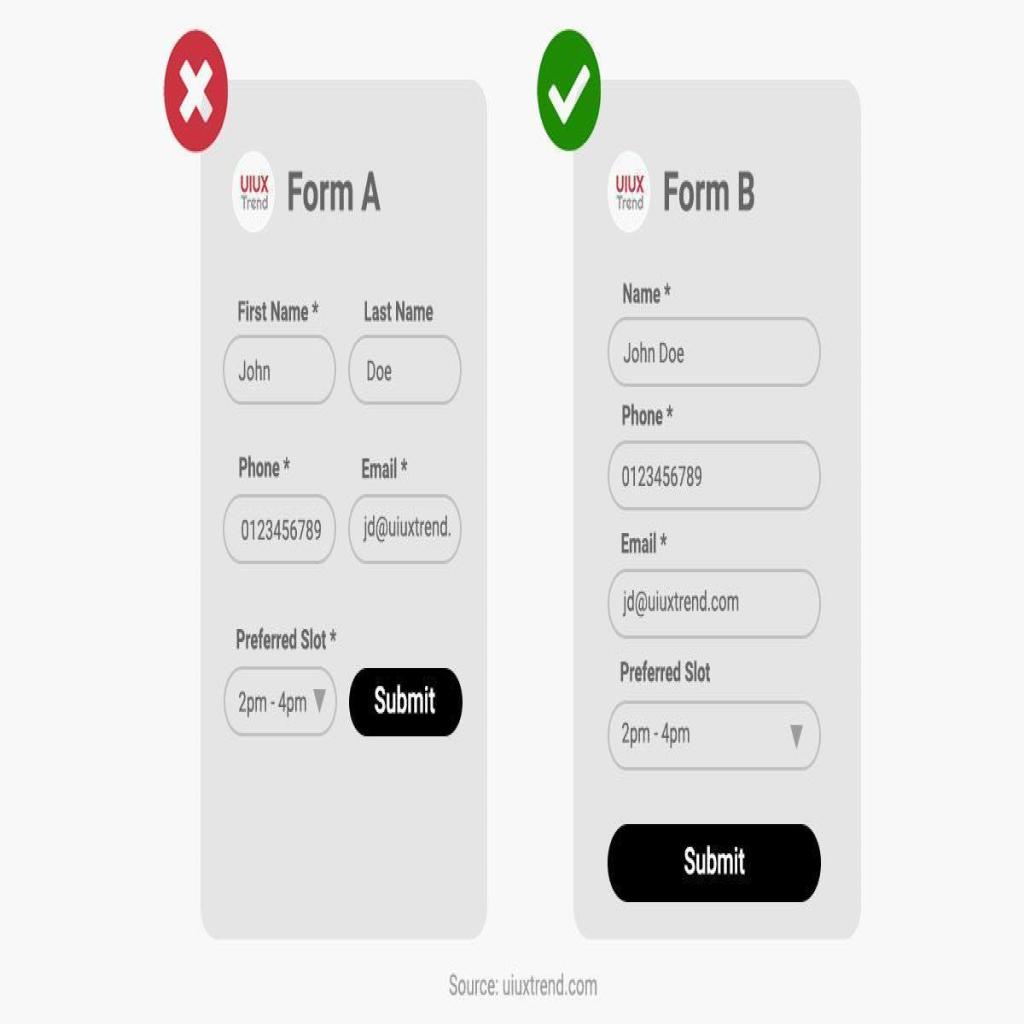 UIUX
Trend
Form A
First Name *
Last Name
John
Doe
Phone *
Email *
0123456789
jd@uiuxtrend.
Preferred Slot *
2pm - 4pm
Submit
UIUX
Trend
Form B
Name *
John Doe
Phone *
0123456789
Email *
jd@uiuxtrend.com
Preferred Slot
2pm - 4pm
Submit
Source: uiuxtrend.com